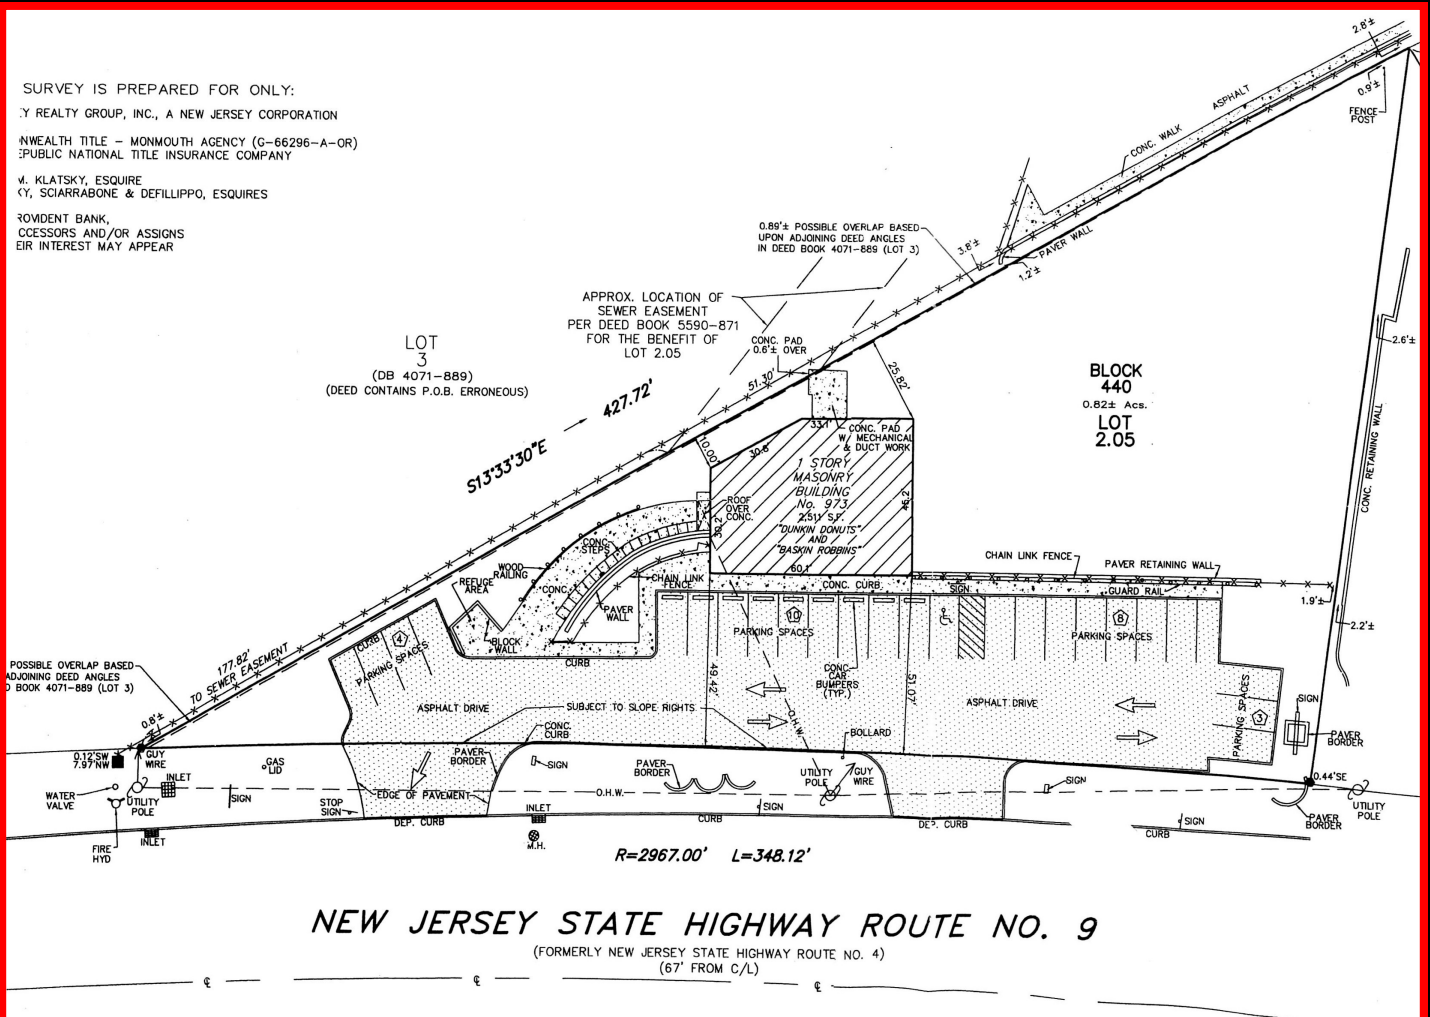 SURVEY IS PREPARED FOR ONLY:
Y REALTY GROUP, INC., A NEW JERSEY CORPORATION
NWEALTH TITLE – MONMOUTH AGENCY (G-66296-A-OR)
EPUBLIC NATIONAL TITLE INSURANCE COMPANY
M. KLATSKY, ESQUIRE
KY, SCIARRABONE & DEFILLIPPO, ESQUIRES
ROVIDENT BANK,
CCESSORS AND/OR ASSIGNS
EIR INTEREST MAY APPEAR
2.8'±
0.9'±
FENCE
POST
ASPHALT
CONC. WALK
PAVER WALL
3.8'±
1.2'±
0.89'± POSSIBLE OVERLAP BASED
UPON ADJOINING DEED ANGLES
IN DEED BOOK 4071-889 (LOT 3)
APPROX. LOCATION OF
SEWER EASEMENT
PER DEED BOOK 5590-871
FOR THE BENEFIT OF
LOT 2.05
CONC. PAD
0.6'± OVER
LOT
3
(DB 4071-889)
(DEED CONTAINS P.O.B. ERRONEOUS)
S13°33'30"E
427.72'
51.30'
25.82'
BLOCK
440
0.82± Acs.
LOT
2.05
2.6'±
CONC. RETAINING WALL
33.1'
CONC. PAD
W/ MECHANICAL
& DUCT WORK
10.00'
30.8'
1 STORY
MASONRY
BUILDING
No. 973
2,511 S.F.
"DUNKIN DONUTS"
AND
"BASKIN ROBBINS"
45.2'
30.2'
60.1'
ROOF
OVER
CONC.
CONC.
STEPS
WOOD
RAILING
REFUGE
AREA
CONC.
CHAIN LINK
FENCE
PAVER
WALL
BLOCK
WALL
CURB
CONC. CURB
SIGN
CHAIN LINK FENCE
PAVER RETAINING WALL
GUARD RAIL
1.9'±
2.2'±
CURB
4
PARKING SPACES
10
PARKING SPACES
8
PARKING SPACES
3
PARKING SPACES
CONC.
CAR
BUMPERS
(TYP.)
49.42'
51.07'
O.H.W.
ASPHALT DRIVE
SUBJECT TO SLOPE RIGHTS
ASPHALT DRIVE
SIGN
PAVER
BORDER
177.82'
TO SEWER EASEMENT
POSSIBLE OVERLAP BASED
ADJOINING DEED ANGLES
D BOOK 4071-889 (LOT 3)
0.8'±
0.12'SW
7.97'NW
GUY
WIRE
GAS
LID
INLET
WATER
VALVE
UTILITY
POLE
SIGN
STOP
SIGN
FIRE
HYD
INLET
EDGE OF PAVEMENT
DEP. CURB
PAVER
BORDER
CONC.
CURB
SIGN
INLET
M.H.
O.H.W.
PAVER
BORDER
CURB
SIGN
BOLLARD
UTILITY
POLE
GUY
WIRE
DEP. CURB
SIGN
SIGN
CURB
0.44'SE
PAVER
BORDER
UTILITY
POLE
R=2967.00' L=348.12'
NEW JERSEY STATE HIGHWAY ROUTE NO. 9
(FORMERLY NEW JERSEY STATE HIGHWAY ROUTE NO. 4)
(67' FROM C/L)